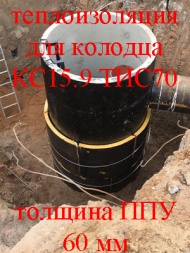 теплоизоляция
для колодца
КС15.9 ТИС70
толщина ППУ
60 мм